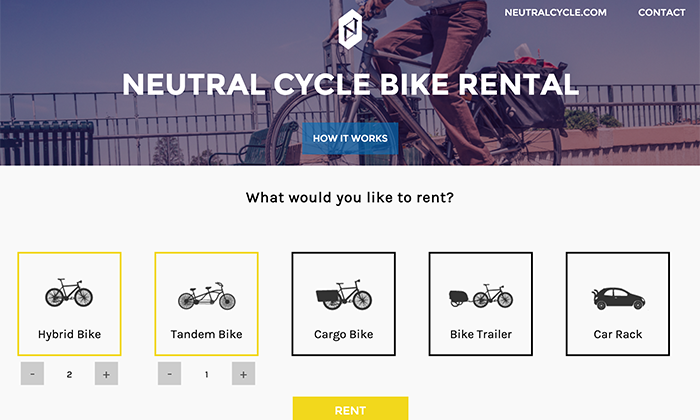 NEUTRALCYCLE.COM CONTACT
NEUTRAL CYCLE BIKE RENTAL
HOW IT WORKS
What would you like to rent?
Hybrid Bike Tandem Bike Cargo Bike Bike Trailer Car Rack
- 2 + - 1 +
RENT